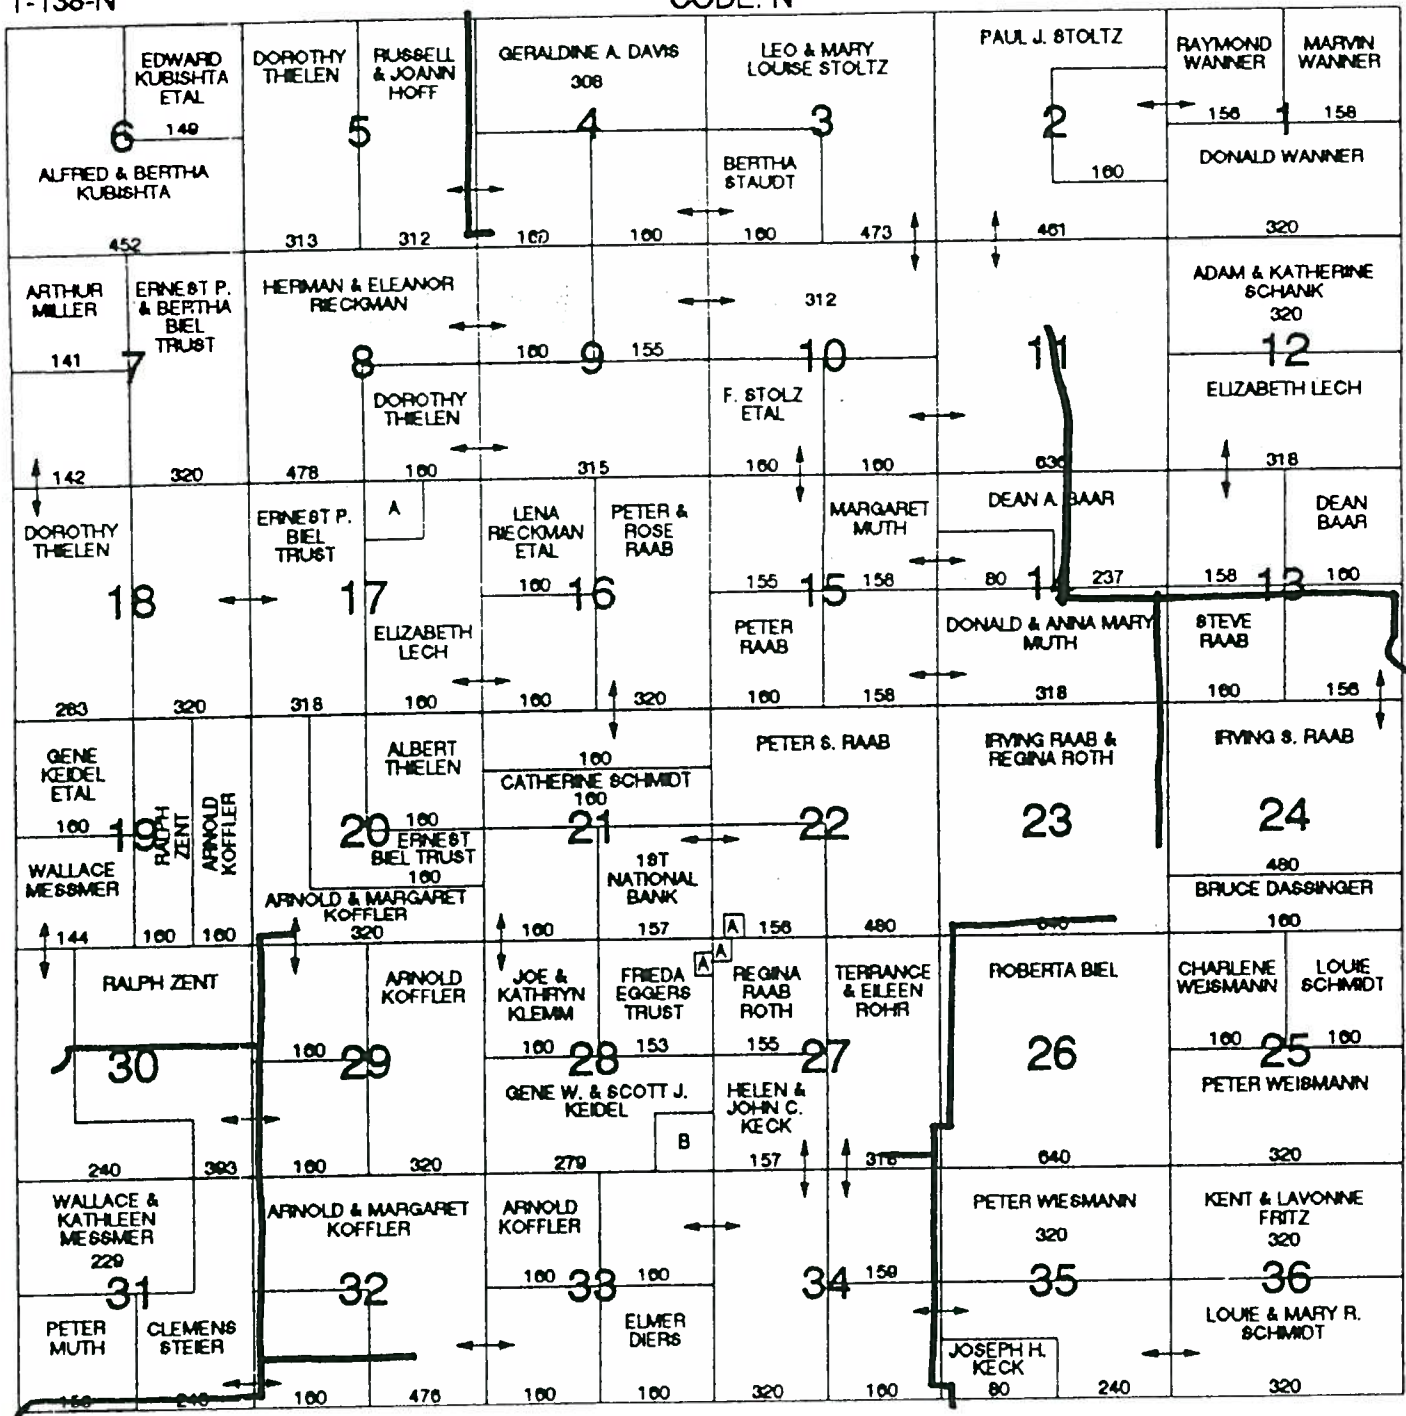 T-138-N
CODE: N
EDWARD
KUBISHTA
ETAL
149
6
ALFRED & BERTHA
KUBISHTA
452
DOROTHY
THIELEN
313
5
RUSSELL
& JOANN
HOFF
312
GERALDINE A. DAVIS
308
4
160
160
LEO & MARY
LOUISE STOLTZ
3
BERTHA
STAUDT
160
473
PAUL J. STOLTZ
2
160
461
RAYMOND
WANNER
156
1
MARVIN
WANNER
158
DONALD WANNER
320
ARTHUR
MILLER
141
7
142
ERNEST P.
& BERTHA
BIEL
TRUST
320
HERMAN & ELEANOR
RIECKMAN
8
478
DOROTHY
THIELEN
160
160
9
155
315
312
10
F. STOLZ
ETAL
160
160
11
636
ADAM & KATHERINE
SCHANK
320
12
ELIZABETH LECH
318
DOROTHY
THIELEN
18
263
320
ERNEST P.
BIEL
TRUST
17
318
A
ELIZABETH
LECH
160
LENA
RIECKMAN
ETAL
160
16
160
PETER &
ROSE
RAAB
320
155
15
MARGARET
MUTH
158
PETER
RAAB
160
158
DEAN A. BAAR
80
237
DONALD & ANNA MARY
MUTH
318
158
13
DEAN
BAAR
160
STEVE
RAAB
160
156
GENE
KEIDEL
ETAL
160
19
WALLACE
MESSMER
144
RALPH
ZENT
160
ARNOLD
KOFFLER
160
ALBERT
THIELEN
160
20
ERNEST
BIEL TRUST
160
ARNOLD & MARGARET
KOFFLER
320
160
CATHERINE SCHMIDT
160
21
160
1ST
NATIONAL
BANK
157
PETER S. RAAB
22
A
156
480
IRVING RAAB &
REGINA ROTH
23
640
IRVING S. RAAB
24
480
BRUCE DASSINGER
160
RALPH ZENT
30
240
393
160
29
160
ARNOLD
KOFFLER
320
JOE &
KATHRYN
KLEMM
160
28
FRIEDA
EGGERS
TRUST
153
A
A
GENE W. & SCOTT J.
KEIDEL
279
B
REGINA
RAAB
ROTH
155
27
TERRANCE
& EILEEN
ROHR
HELEN &
JOHN C.
KECK
157
ROBERTA BIEL
26
640
CHARLENE
WEISMANN
160
25
LOUIE
SCHMIDT
160
PETER WEISMANN
320
WALLACE &
KATHLEEN
MESSMER
229
31
PETER
MUTH
CLEMENS
STEIER
ARNOLD & MARGARET
KOFFLER
32
160
476
ARNOLD
KOFFLER
160
33
160
ELMER
DIERS
160
160
34
159
320
160
PETER WIESMANN
320
35
JOSEPH H.
KECK
80
240
KENT & LAVONNE
FRITZ
320
36
LOUIE & MARY R.
SCHMIDT
320